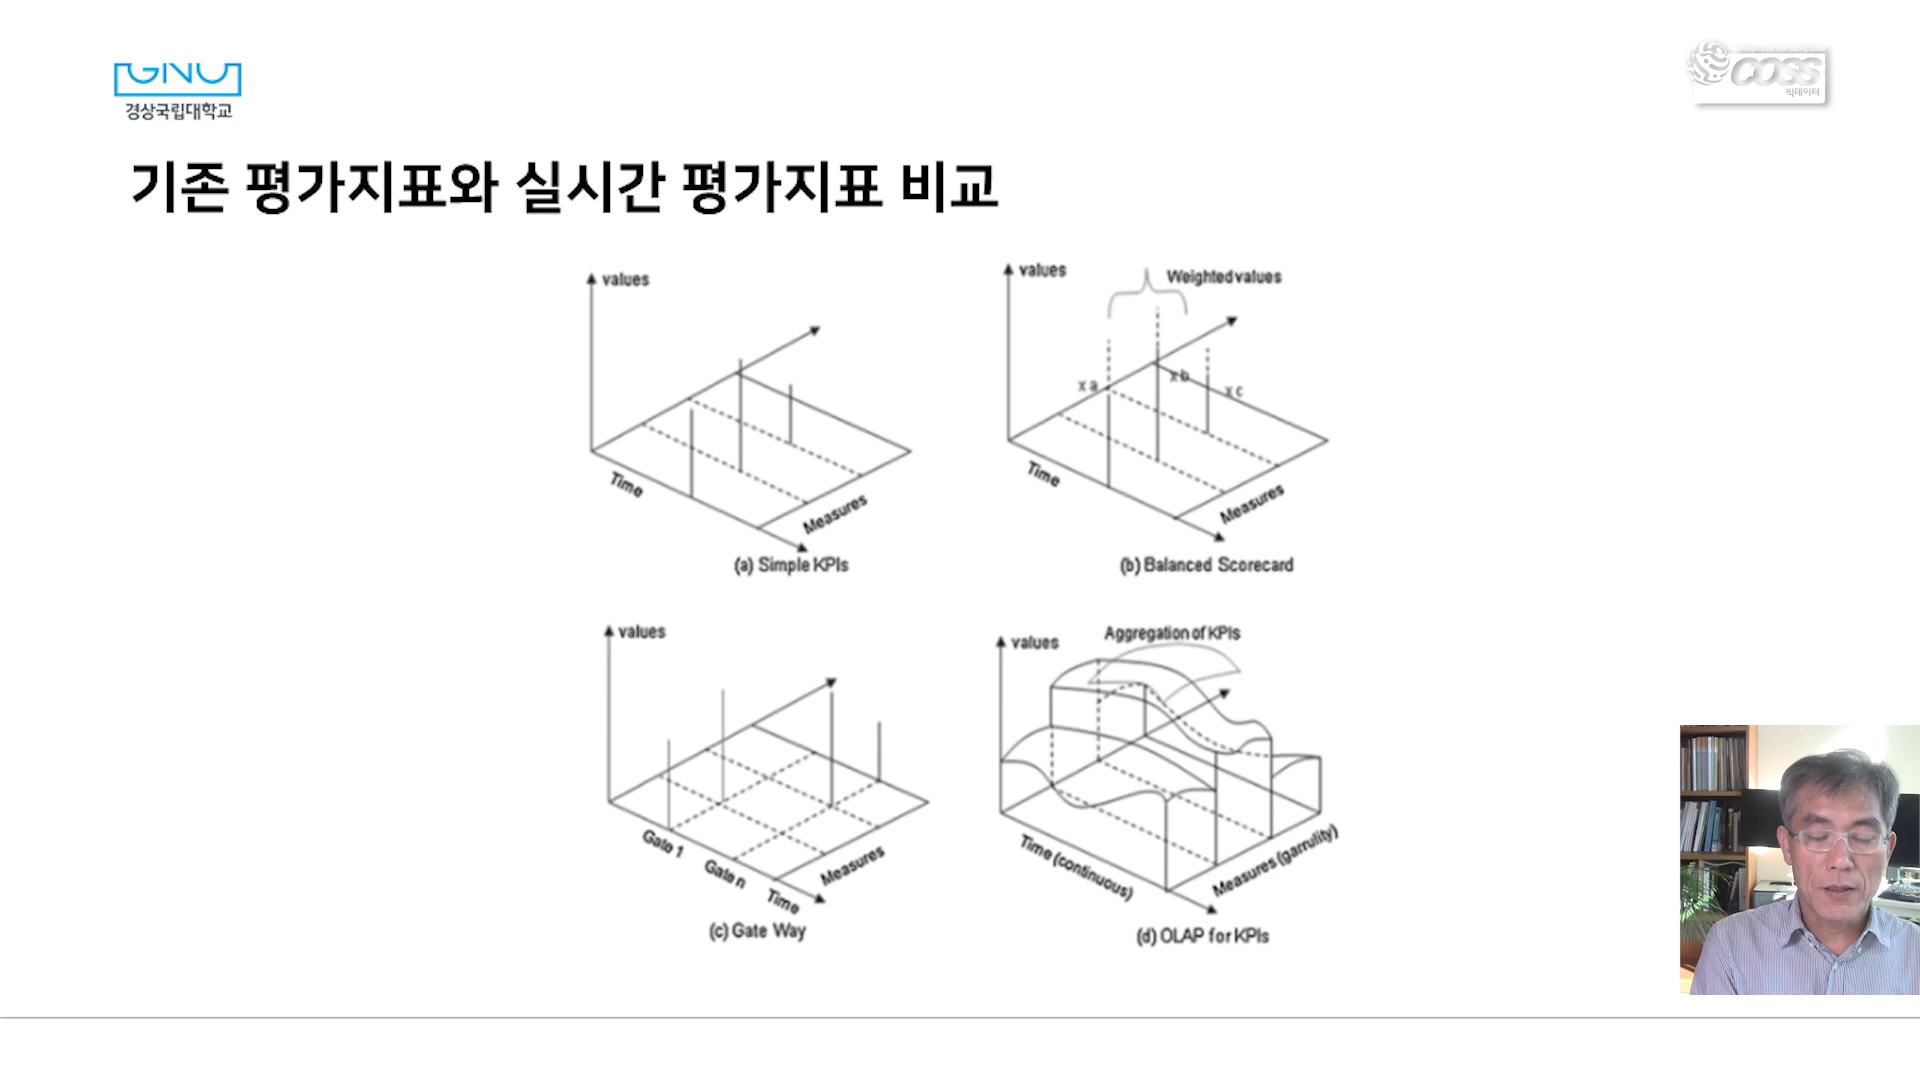 GNU
경상국립대학교
COSS
빅데이터
기존 평가지표와 실시간 평가지표 비교
values
Time
Measures
(a) Simple KPIs
values
Weighted values
x a
x b
x c
Time
Measures
(b) Balanced Scorecard
values
Gate 1
Gate n
Time
Measures
(c) Gate Way
values
Aggregation of KPIs
Time (continuous)
Measures (garrulity)
(d) OLAP for KPIs